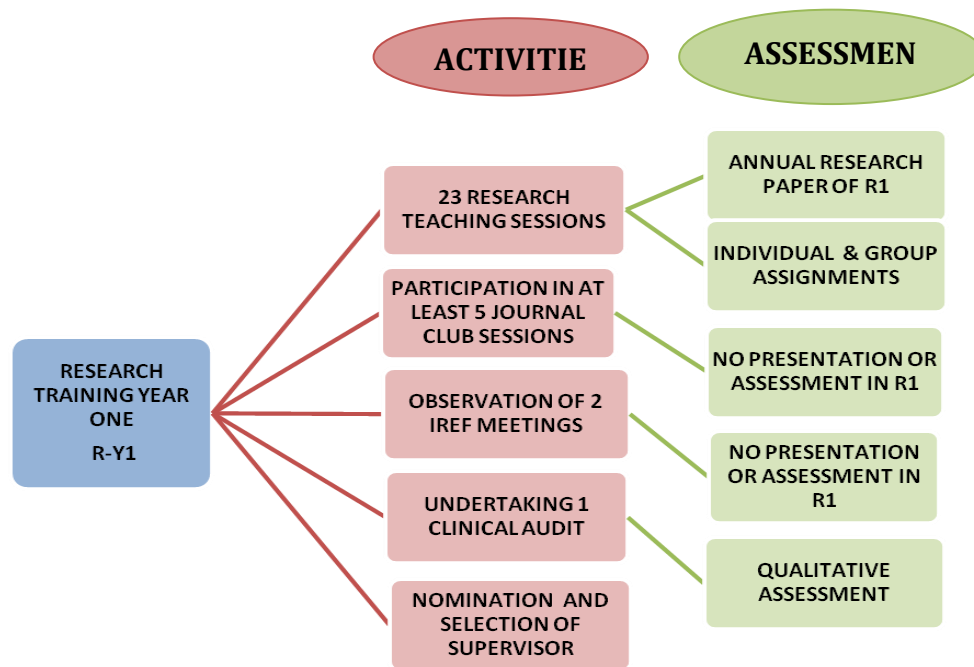 ACTIVITIE
ASSESSMEN
23 RESEARCH
TEACHING SESSIONS
ANNUAL RESEARCH
PAPER OF R1
INDIVIDUAL & GROUP
ASSIGNMENTS
PARTICIPATION IN AT
LEAST 5 JOURNAL
CLUB SESSIONS
NO PRESENTATION OR
ASSESSMENT IN R1
RESEARCH
TRAINING YEAR
ONE
R-Y1
OBSERVATION OF 2
IREF MEETINGS
NO PRESENTATION
OR ASSESSMENT IN
R1
UNDERTAKING 1
CLINICAL AUDIT
QUALITATIVE
ASSESSMENT
NOMINATION AND
SELECTION OF
SUPERVISOR